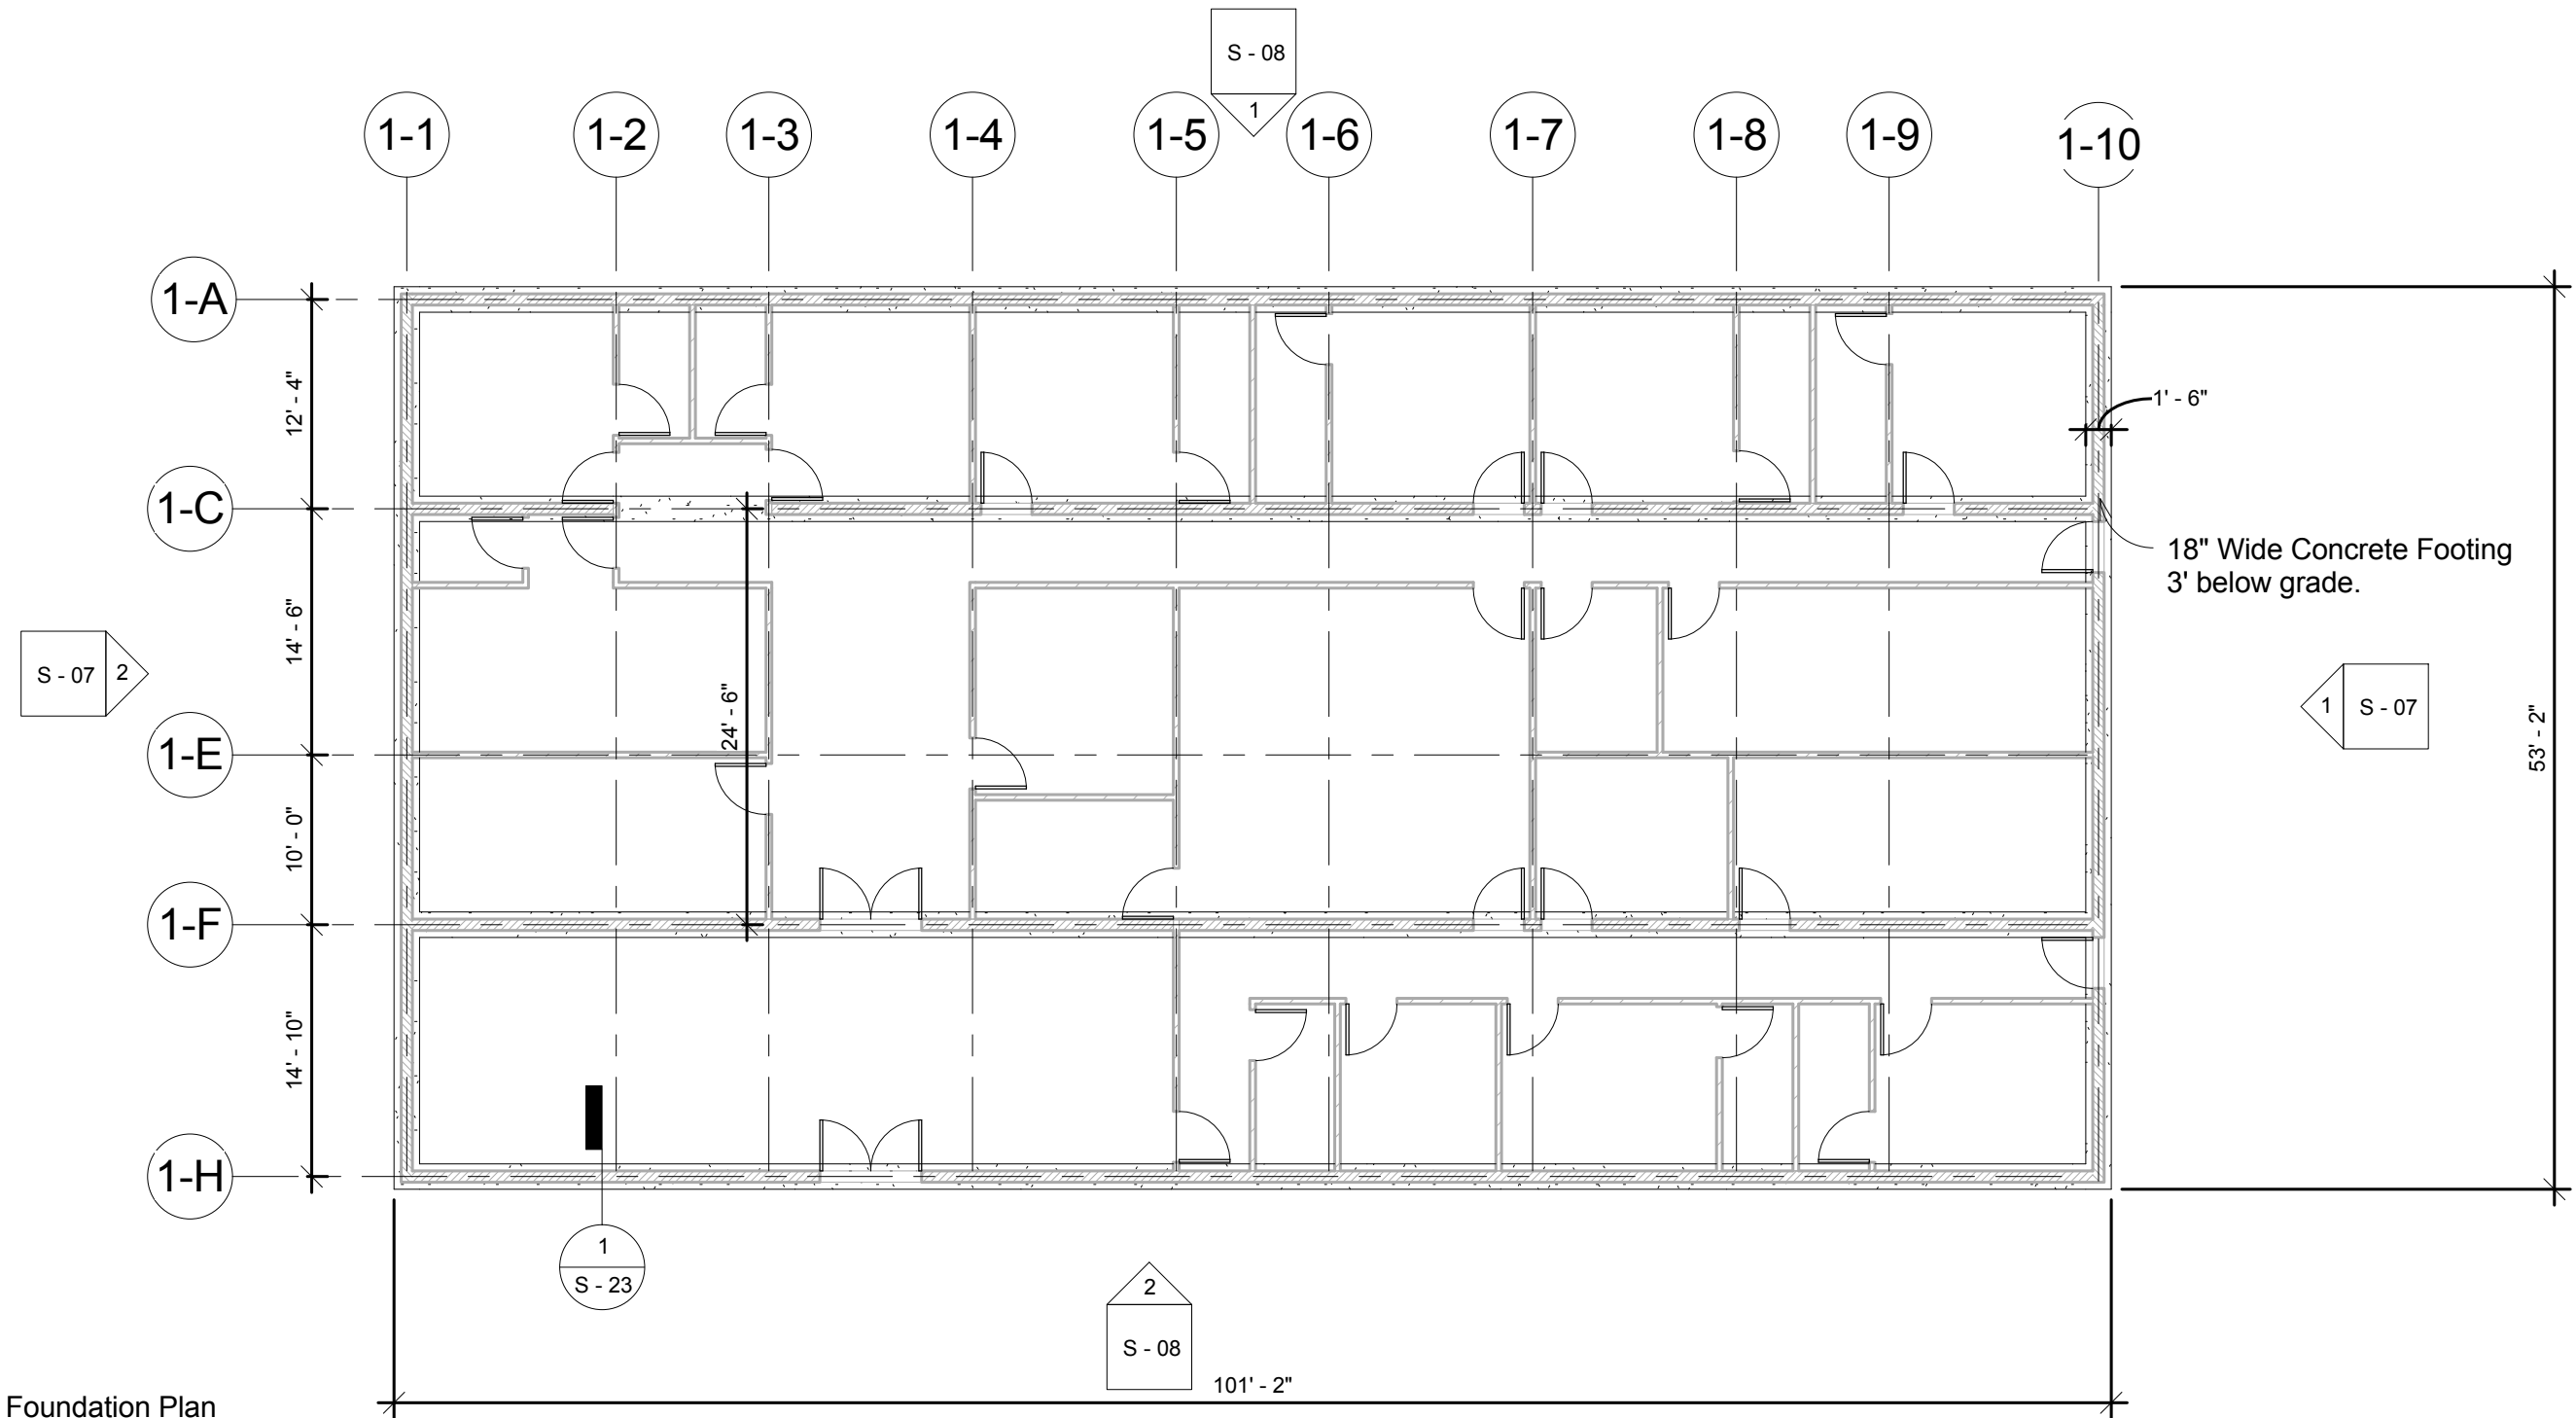 S - 08
1
1-1
1-2
1-3
1-4
1-5
1-6
1-7
1-8
1-9
1-10
1-A
12' - 4"
1' - 6"
1-C
18" Wide Concrete Footing
3' below grade.
14' - 6"
S - 07
2
24' - 6"
1
S - 07
53' - 2"
1-E
10' - 0"
1-F
14' - 10"
1-H
1
S - 23
2
S - 08
101' - 2"
Foundation Plan